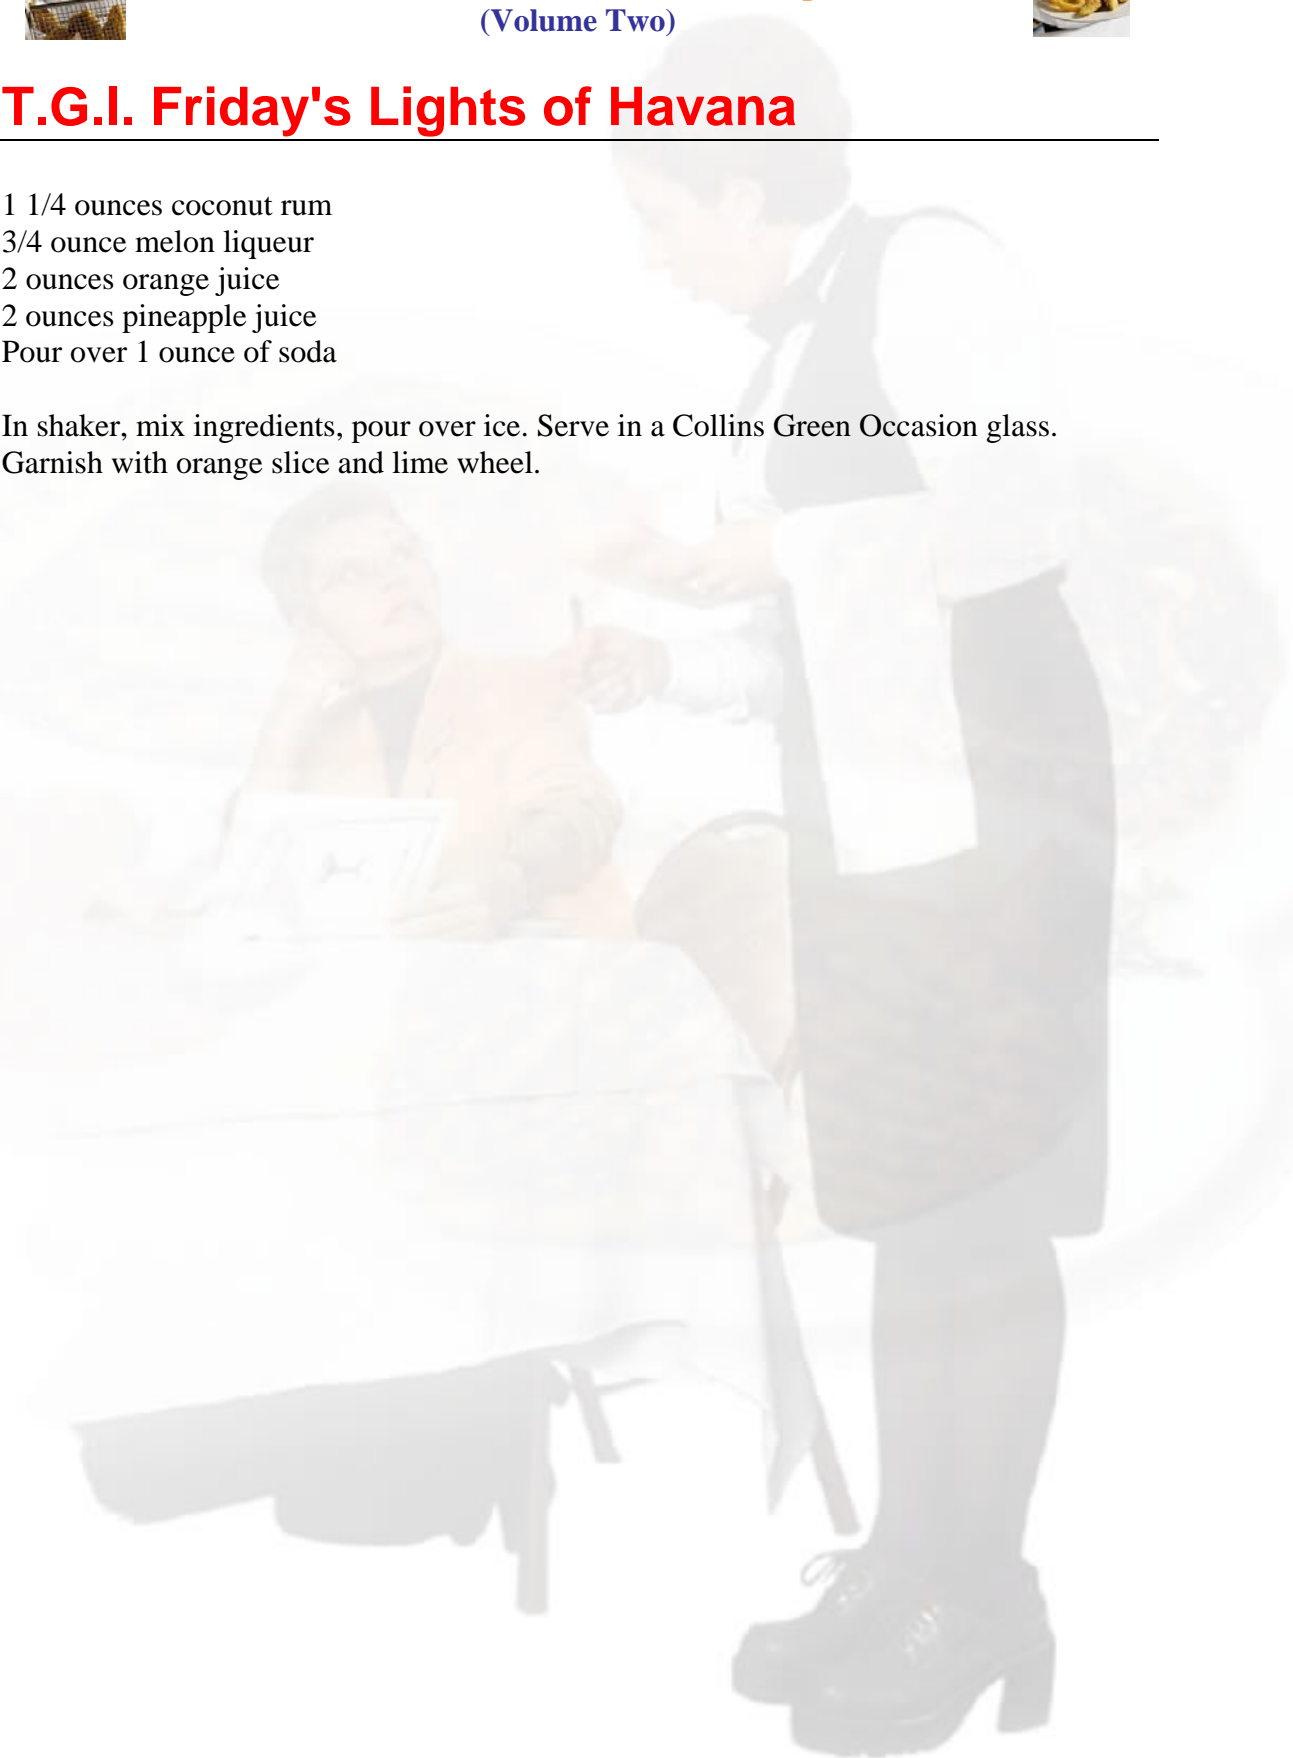 (Volume Two)
T.G.I. Friday's Lights of Havana
1 1/4 ounces coconut rum
3/4 ounce melon liqueur
2 ounces orange juice
2 ounces pineapple juice
Pour over 1 ounce of soda
In shaker, mix ingredients, pour over ice. Serve in a Collins Green Occasion glass.
Garnish with orange slice and lime wheel.